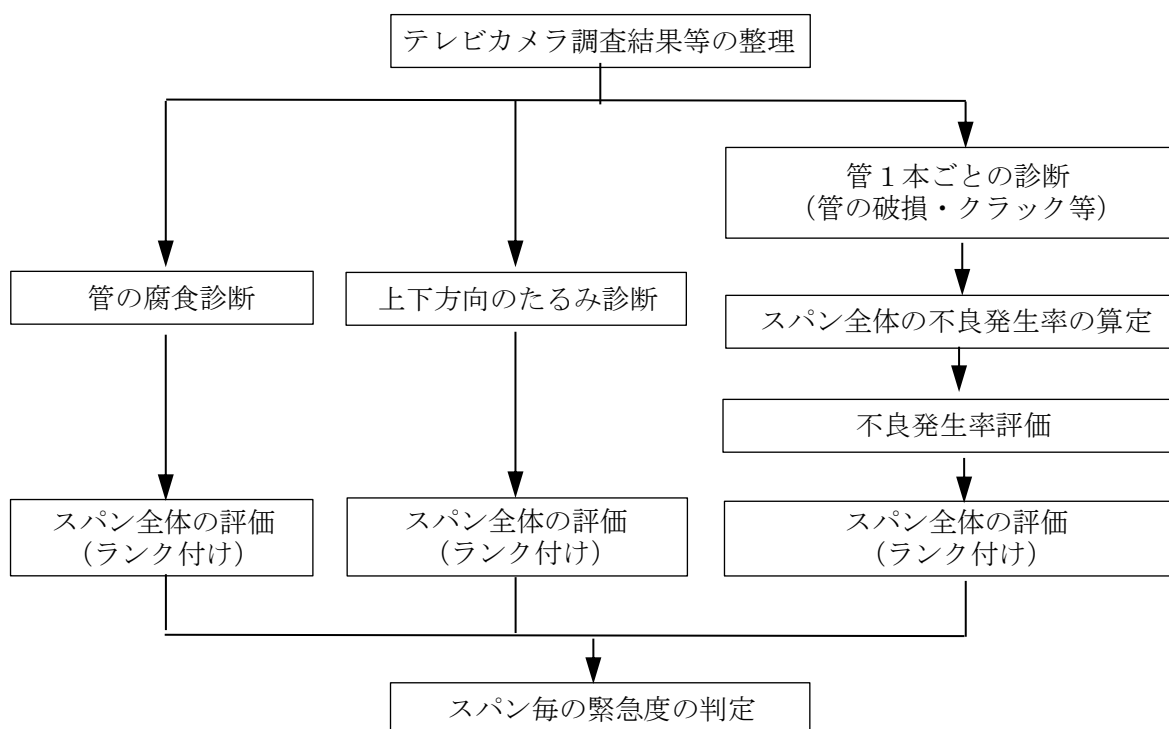 テレビカメラ調査結果等の整理
管１本ごとの診断
（管の破損・クラック等）
管の腐食診断
上下方向のたるみ診断
スパン全体の不良発生率の算定
不良発生率評価
スパン全体の評価
（ランク付け）
スパン全体の評価
（ランク付け）
スパン全体の評価
（ランク付け）
スパン毎の緊急度の判定